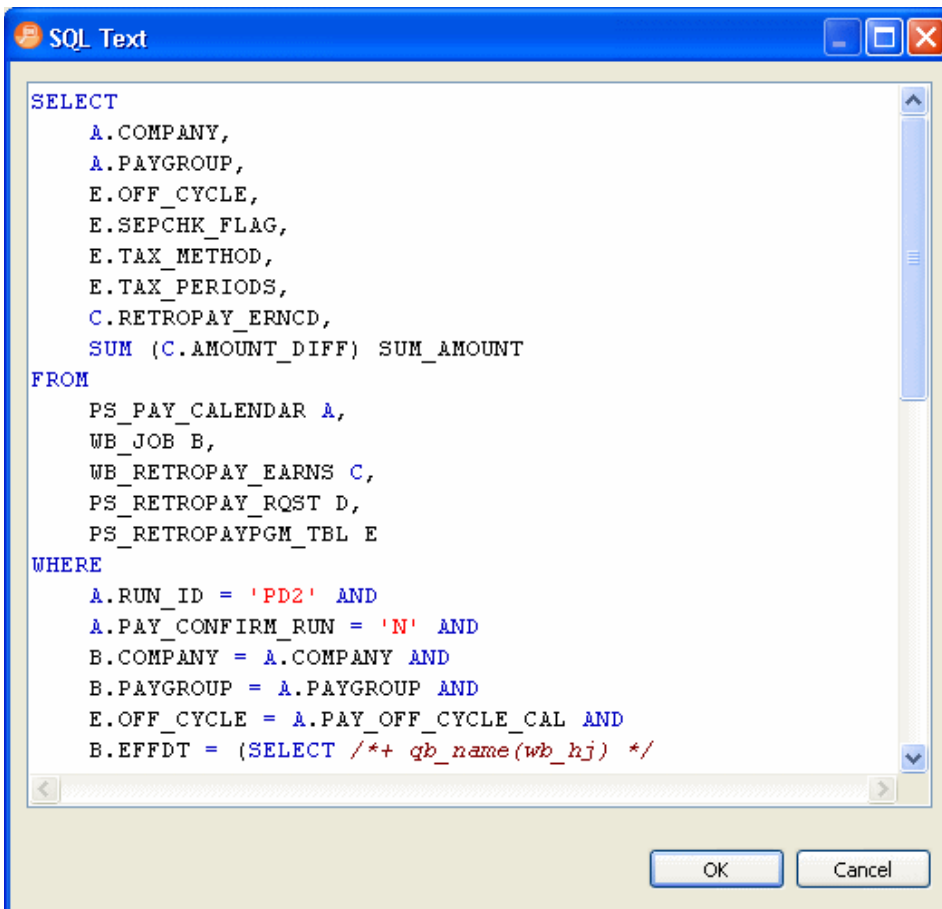 SQL Text
SELECT
A.COMPANY,
A.PAYGROUP,
E.OFF_CYCLE,
E.SEPCHK_FLAG,
E.TAX_METHOD,
E.TAX_PERIODS,
C.RETROPAY_ERNCD,
SUM (C.AMOUNT_DIFF) SUM_AMOUNT
FROM
PS_PAY_CALENDAR A,
WB_JOB B,
WB_RETROPAY_EARNS C,
PS_RETROPAY_RQST D,
PS_RETROPAYPGM_TBL E
WHERE
A.RUN_ID = 'PD2' AND
A.PAY_CONFIRM_RUN = 'N' AND
B.COMPANY = A.COMPANY AND
B.PAYGROUP = A.PAYGROUP AND
E.OFF_CYCLE = A.PAY_OFF_CYCLE_CAL AND
B.EFFDT = (SELECT /*+ qb_name(wb_hj) */
OK Cancel